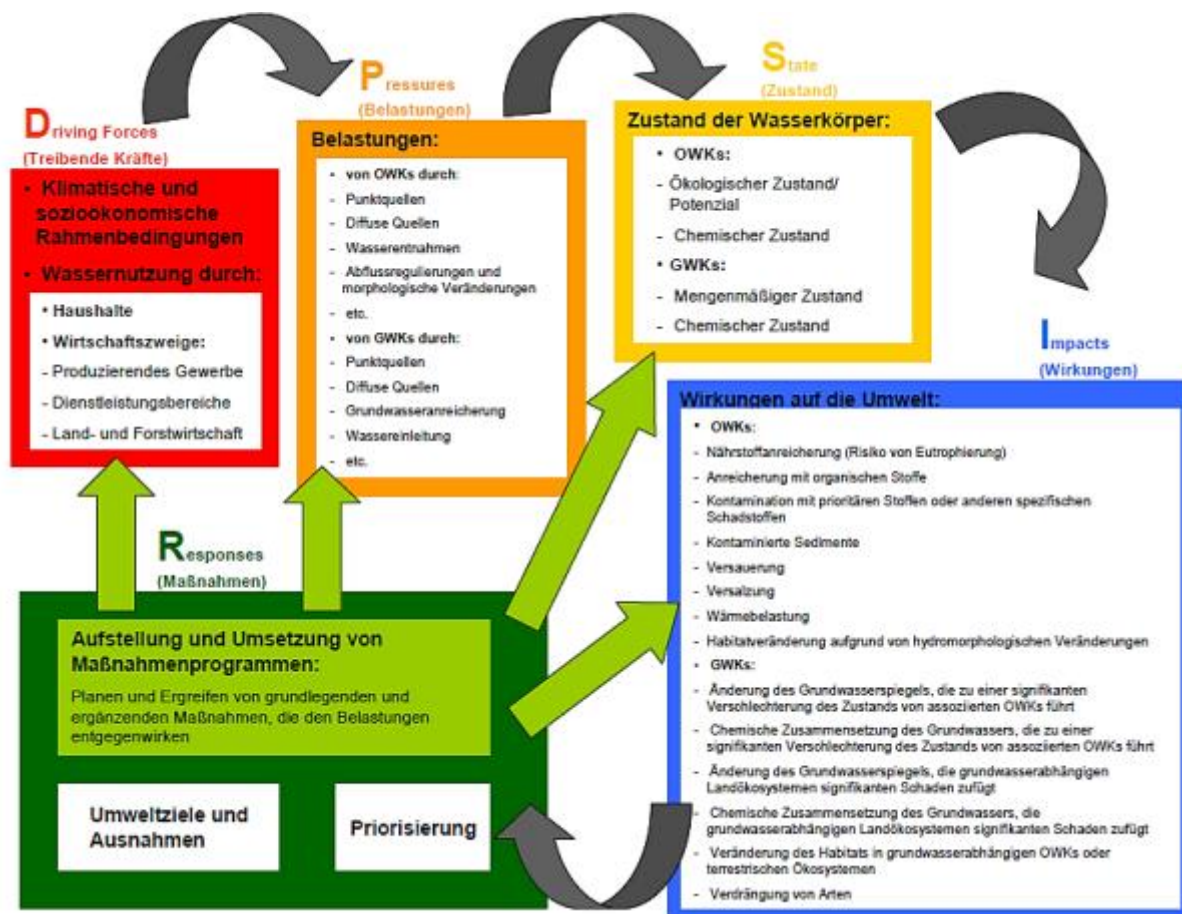 Driving Forces
(Treibende Kräfte)
• Klimatische und
sozioökonomische
Rahmenbedingungen
• Wassernutzung durch:
• Haushalte
• Wirtschaftszweige:
- Produzierendes Gewerbe
- Dienstleistungsbereiche
- Land- und Forstwirtschaft
Pressures
(Belastungen)
Belastungen:
• von OWKs durch:
- Punktquellen
- Diffuse Quellen
- Wasserentnahmen
- Abflussregulierungen und
morphologische Veränderungen
- etc.
• von GWKs durch:
- Punktquellen
- Diffuse Quellen
- Grundwasseranreicherung
- Wassereinleitung
- etc.
State
(Zustand)
Zustand der Wasserkörper:
• OWKs:
- Ökologischer Zustand/
Potenzial
- Chemischer Zustand
• GWKs:
- Mengenmäßiger Zustand
- Chemischer Zustand
Impacts
(Wirkungen)
Wirkungen auf die Umwelt:
• OWKs:
- Nährstoffanreicherung (Risiko von Eutrophierung)
- Anreicherung mit organischen Stoffe
- Kontamination mit prioritären Stoffen oder anderen spezifischen
Schadstoffen
- Kontaminierte Sedimente
- Versauerung
- Versalzung
- Wärmebelastung
- Habitatveränderung aufgrund von hydromorphologischen Veränderungen
• GWKs:
- Änderung des Grundwasserspiegels, die zu einer signifikanten
Verschlechterung des Zustands von assoziierten OWKs führt
- Chemische Zusammensetzung des Grundwassers, die zu einer
signifikanten Verschlechterung des Zustands von assoziierten OWKs führt
- Änderung des Grundwasserspiegels, die grundwasserabhängigen
Landökosystemen signifikanten Schaden zufügt
- Chemische Zusammensetzung des Grundwassers, die
grundwasserabhängigen Landökosystemen signifikanten Schaden zufügt
- Veränderung des Habitats in grundwasserabhängigen OWKs oder
terrestrischen Ökosystemen
- Verdrängung von Arten
Responses
(Maßnahmen)
Aufstellung und Umsetzung von
Maßnahmenprogrammen:
Planen und Ergreifen von grundlegenden und
ergänzenden Maßnahmen, die den Belastungen
entgegenwirken
Umweltziele und
Ausnahmen
Priorisierung